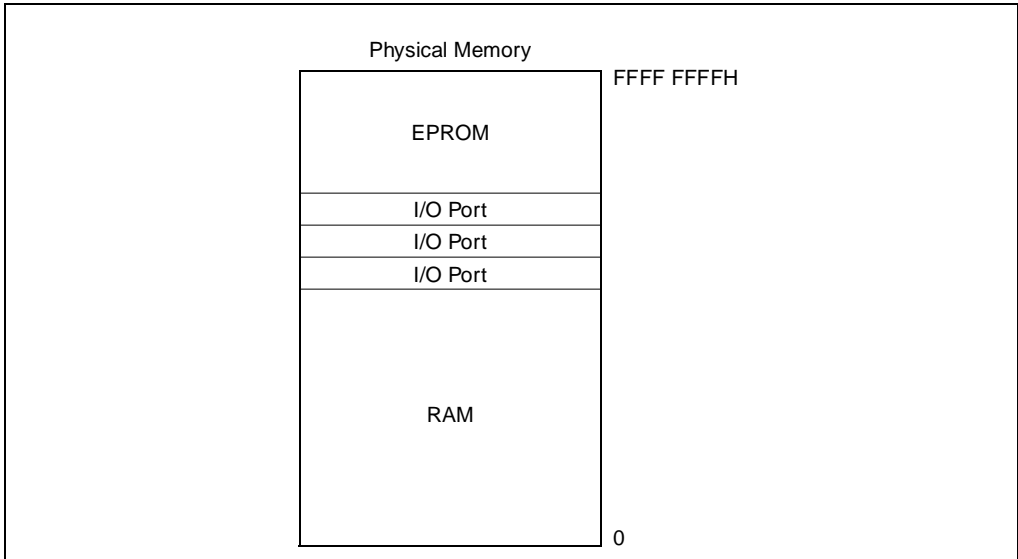 Physical Memory
FFFF FFFFH
EPROM
I/O Port
I/O Port
I/O Port
RAM
0